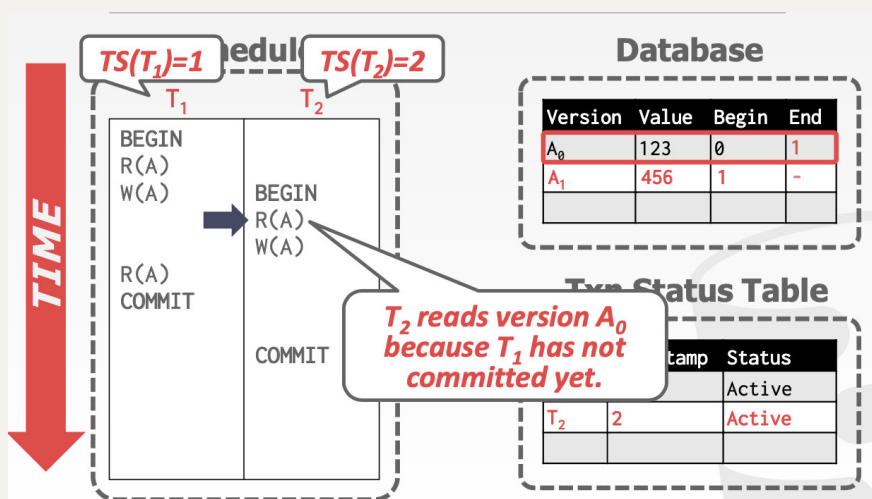 hedul
Database
TS(T₁)=1
TS(T₂)=2
T₁
T₂
TIME
BEGIN
R(A)
W(A)
R(A)
COMMIT
BEGIN
R(A)
W(A)
COMMIT
T₂ reads version A₀
because T₁ has not
committed yet.
Version Value Begin End
A₀ 123 0 1
A₁ 456 1 -
Status Table
tamp Status
Active
T₂ 2 Active